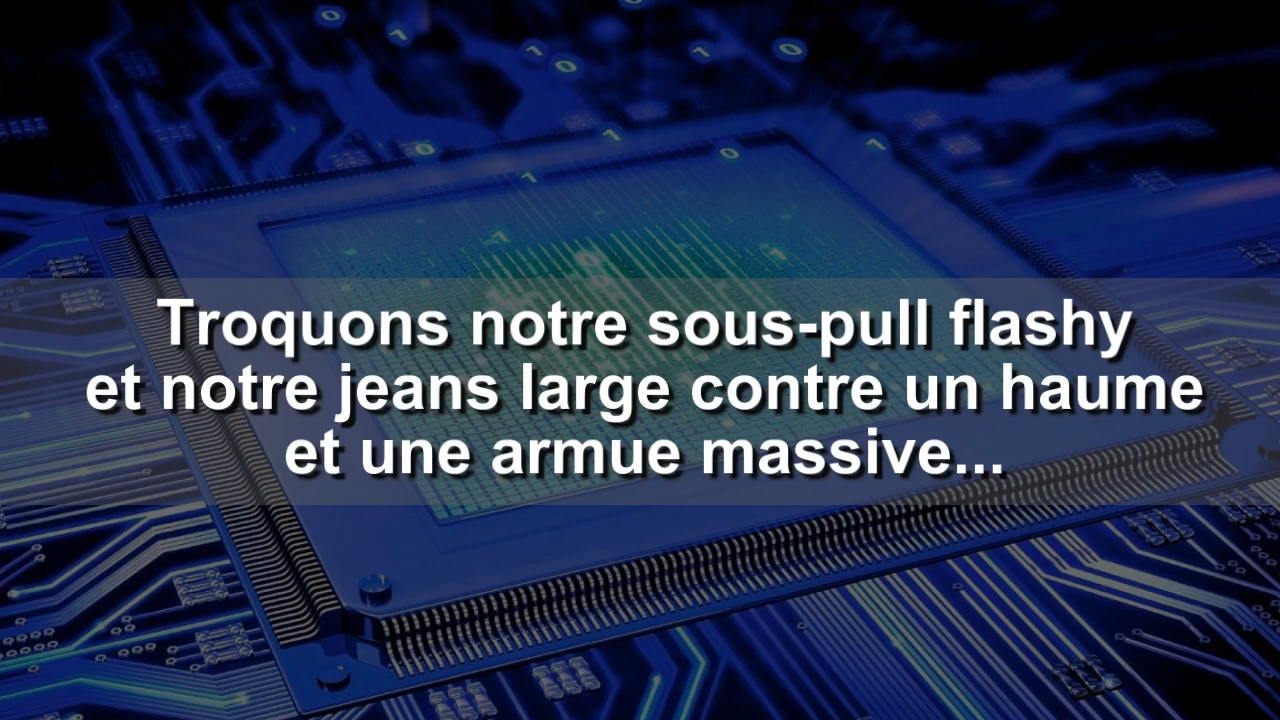 Troquons notre sous-pull flashy
et notre jeans large contre un haume
et une armue massive...